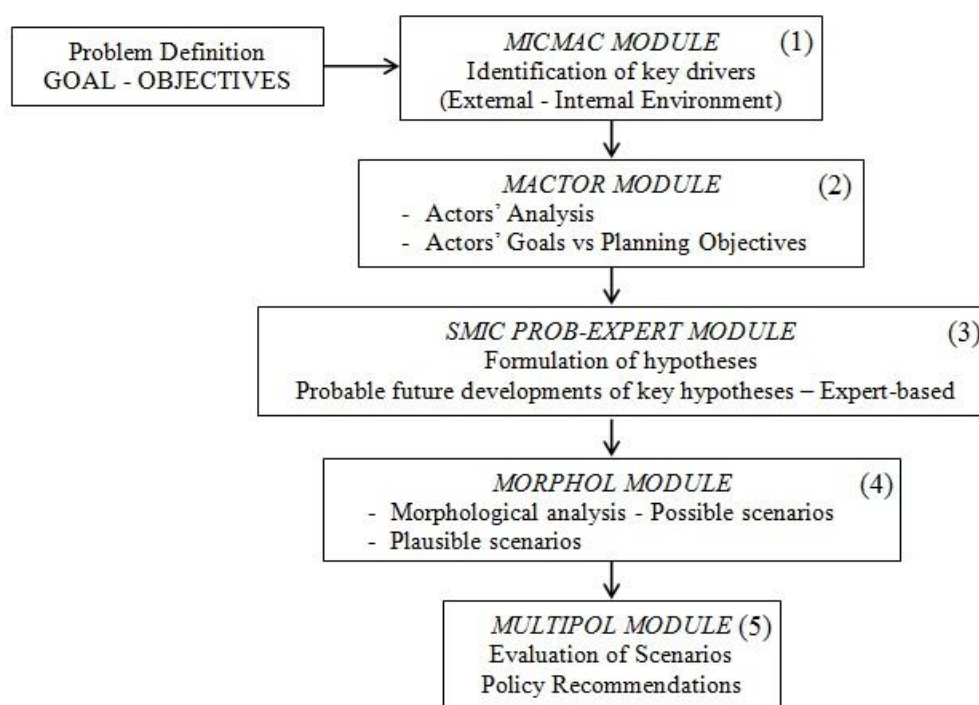 Problem Definition
GOAL - OBJECTIVES
MICMAC MODULE (1)
Identification of key drivers
(External - Internal Environment)
MACTOR MODULE (2)
- Actors’ Analysis
- Actors’ Goals vs Planning Objectives
SMIC PROB-EXPERT MODULE (3)
Formulation of hypotheses
Probable future developments of key hypotheses – Expert-based
MORPHOL MODULE (4)
- Morphological analysis - Possible scenarios
- Plausible scenarios
MULTIPOL MODULE (5)
Evaluation of Scenarios
Policy Recommendations